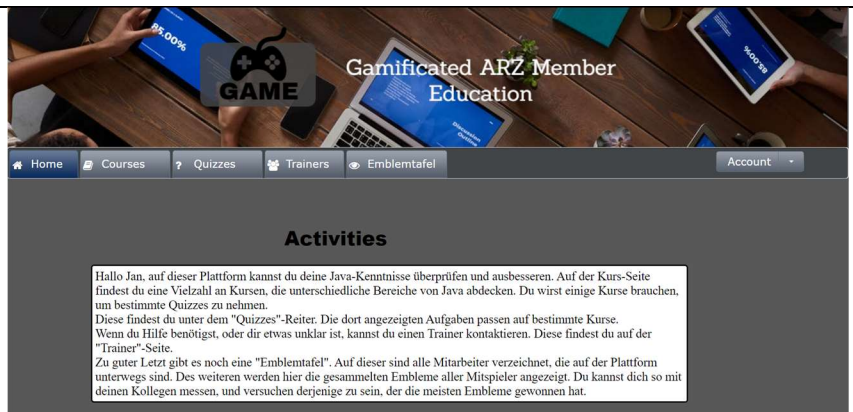 85.00%
85.00%
GAME
Gamificated ARZ Member
Education
Discussion
Outline
Home
Courses
? Quizzes
Trainers
Emblemtafel
Account
Activities
Hallo Jan, auf dieser Plattform kannst du deine Java-Kenntnisse überprüfen und ausbesseren. Auf der Kurs-Seite
findest du eine Vielzahl an Kursen, die unterschiedliche Bereiche von Java abdecken. Du wirst einige Kurse brauchen,
um bestimmte Quizzes zu nehmen.
Diese findest du unter dem "Quizzes"-Reiter. Die dort angezeigten Aufgaben passen auf bestimmte Kurse.
Wenn du Hilfe benötigst, oder dir etwas unklar ist, kannst du einen Trainer kontaktieren. Diese findest du auf der
"Trainer"-Seite.
Zu guter Letzt gibt es noch eine "Emblemtafel". Auf dieser sind alle Mitarbeiter verzeichnet, die auf der Plattform
unterwegs sind. Des weiteren werden hier die gesammelten Embleme aller Mitspieler angezeigt. Du kannst dich so mit
deinen Kollegen messen, und versuchen derjenige zu sein, der die meisten Embleme gewonnen hat.